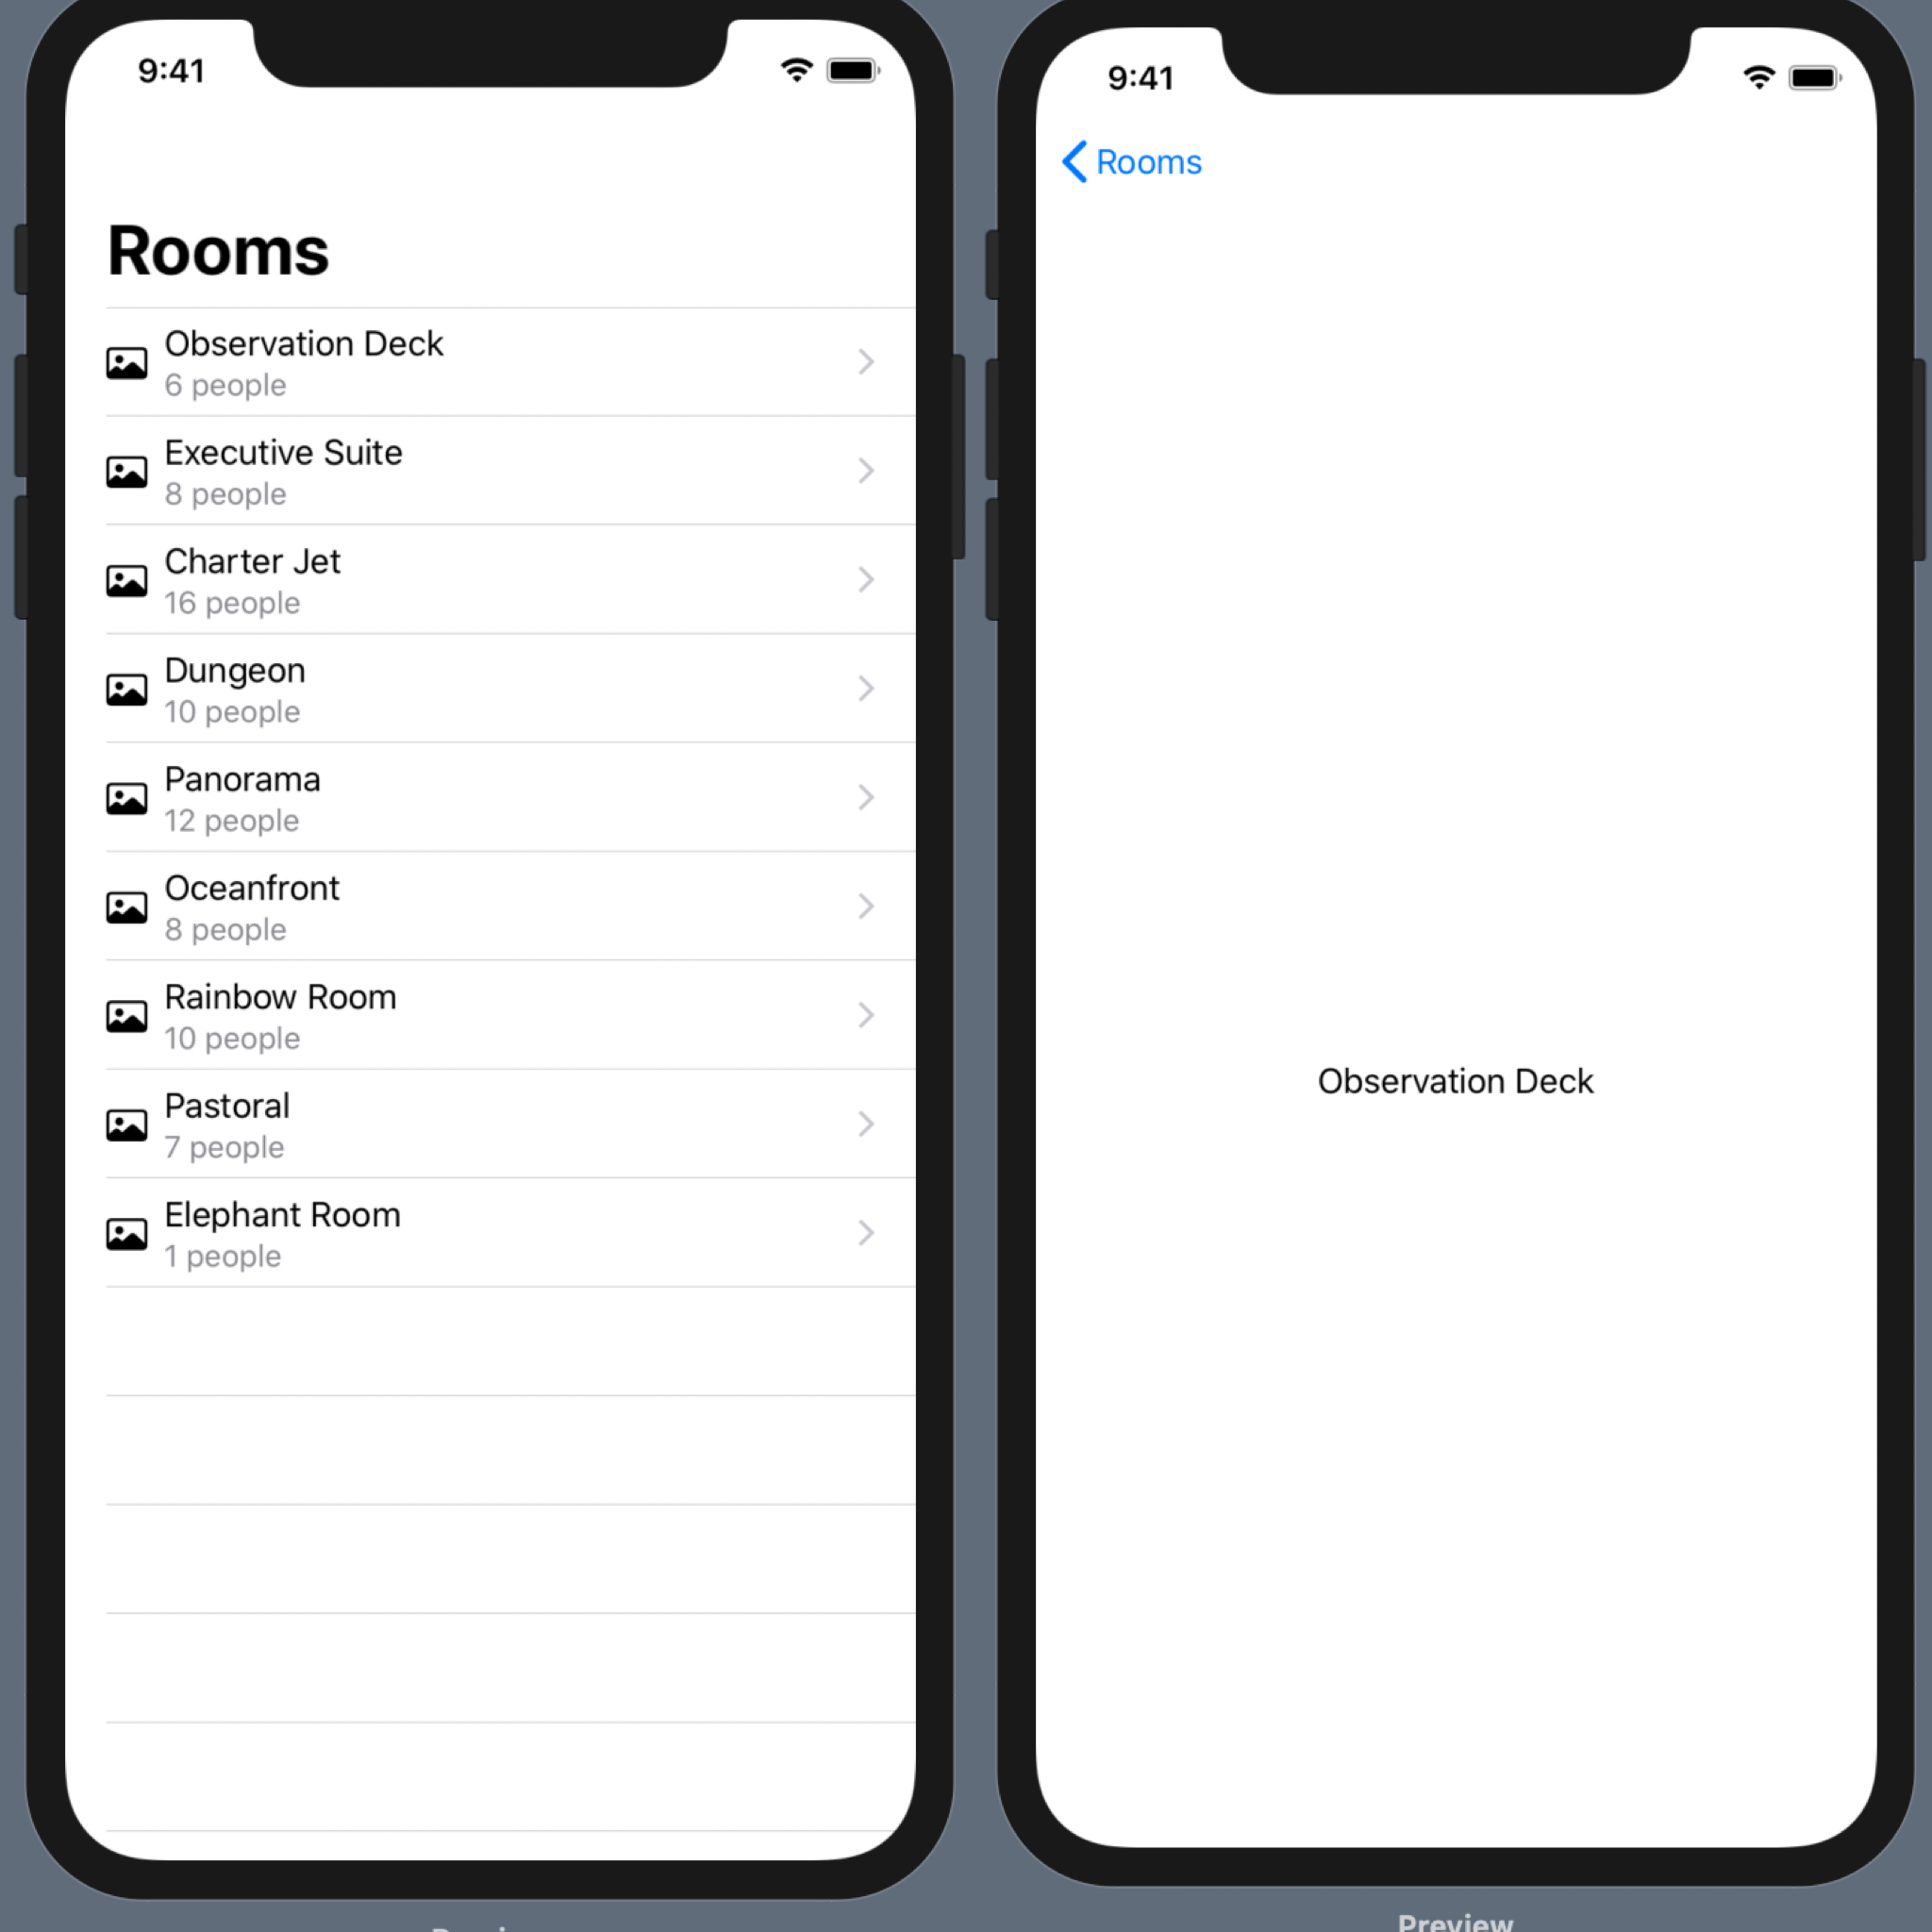 9:41
Rooms
Observation Deck
6 people
Executive Suite
8 people
Charter Jet
16 people
Dungeon
10 people
Panorama
12 people
Oceanfront
8 people
Rainbow Room
10 people
Pastoral
7 people
Elephant Room
1 people
9:41
Rooms
Observation Deck
Preview